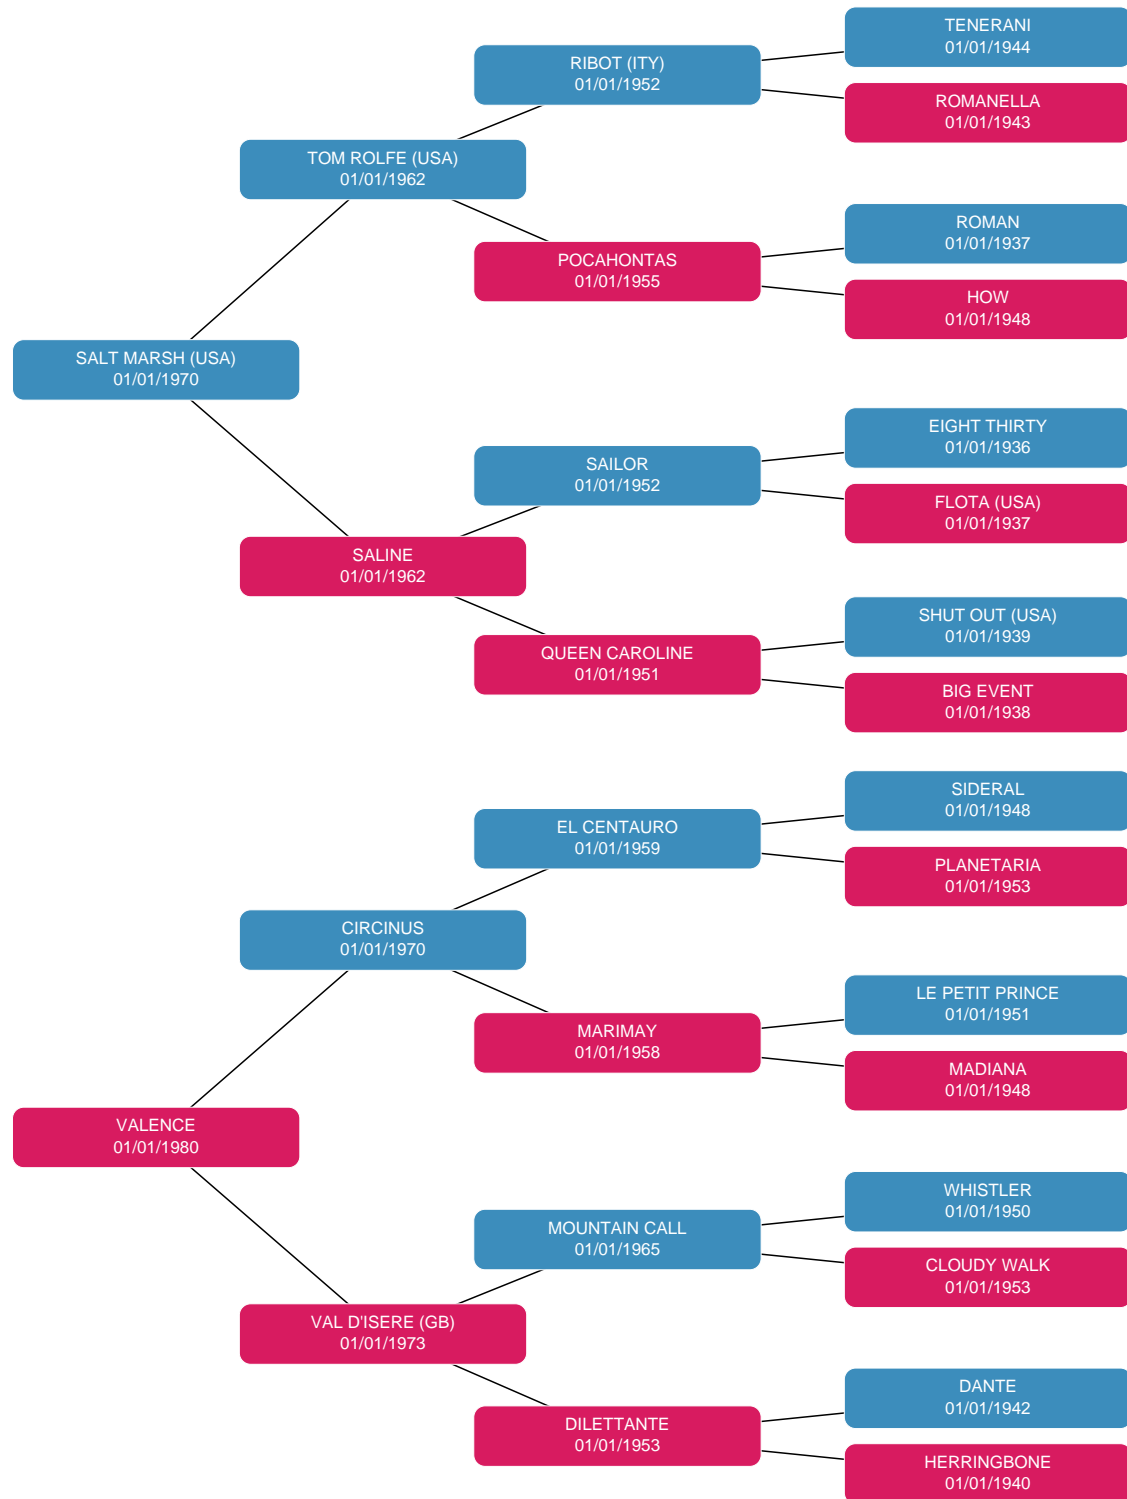 TENERANI
01/01/1944
RIBOT (ITY)
01/01/1952
ROMANELLA
01/01/1943
TOM ROLFE (USA)
01/01/1962
ROMAN
01/01/1937
POCAHONTAS
01/01/1955
HOW
01/01/1948
SALT MARSH (USA)
01/01/1970
EIGHT THIRTY
01/01/1936
SAILOR
01/01/1952
FLOTA (USA)
01/01/1937
SALINE
01/01/1962
SHUT OUT (USA)
01/01/1939
QUEEN CAROLINE
01/01/1951
BIG EVENT
01/01/1938
SIDERAL
01/01/1948
EL CENTAURO
01/01/1959
PLANETARIA
01/01/1953
CIRCINUS
01/01/1970
LE PETIT PRINCE
01/01/1951
MARIMAY
01/01/1958
MADIANA
01/01/1948
VALENCE
01/01/1980
WHISTLER
01/01/1950
MOUNTAIN CALL
01/01/1965
CLOUDY WALK
01/01/1953
VAL D'ISERE (GB)
01/01/1973
DANTE
01/01/1942
DILETTANTE
01/01/1953
HERRINGBONE
01/01/1940